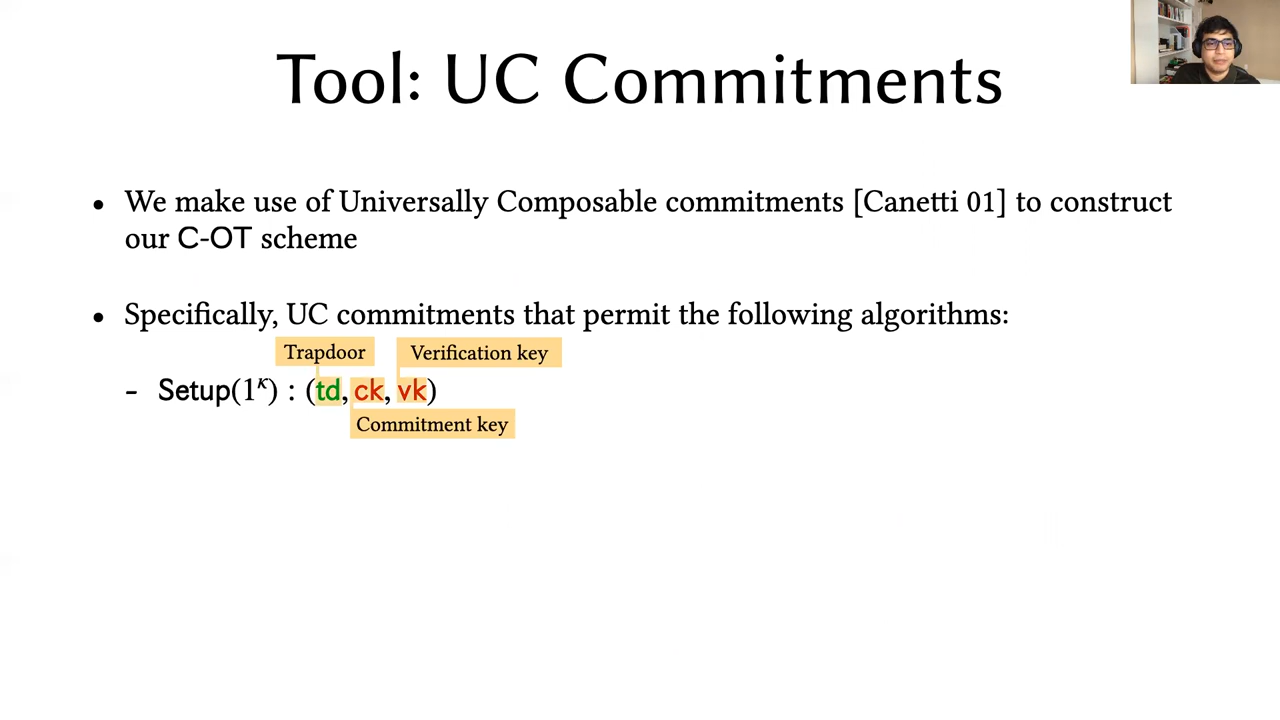 Tool: UC Commitments
• We make use of Universally Composable commitments [Canetti 01] to construct
our C-OT scheme
• Specifically, UC commitments that permit the following algorithms:
Trapdoor
Verification key
- Setup(1^κ) : (td, ck, vk)
Commitment key